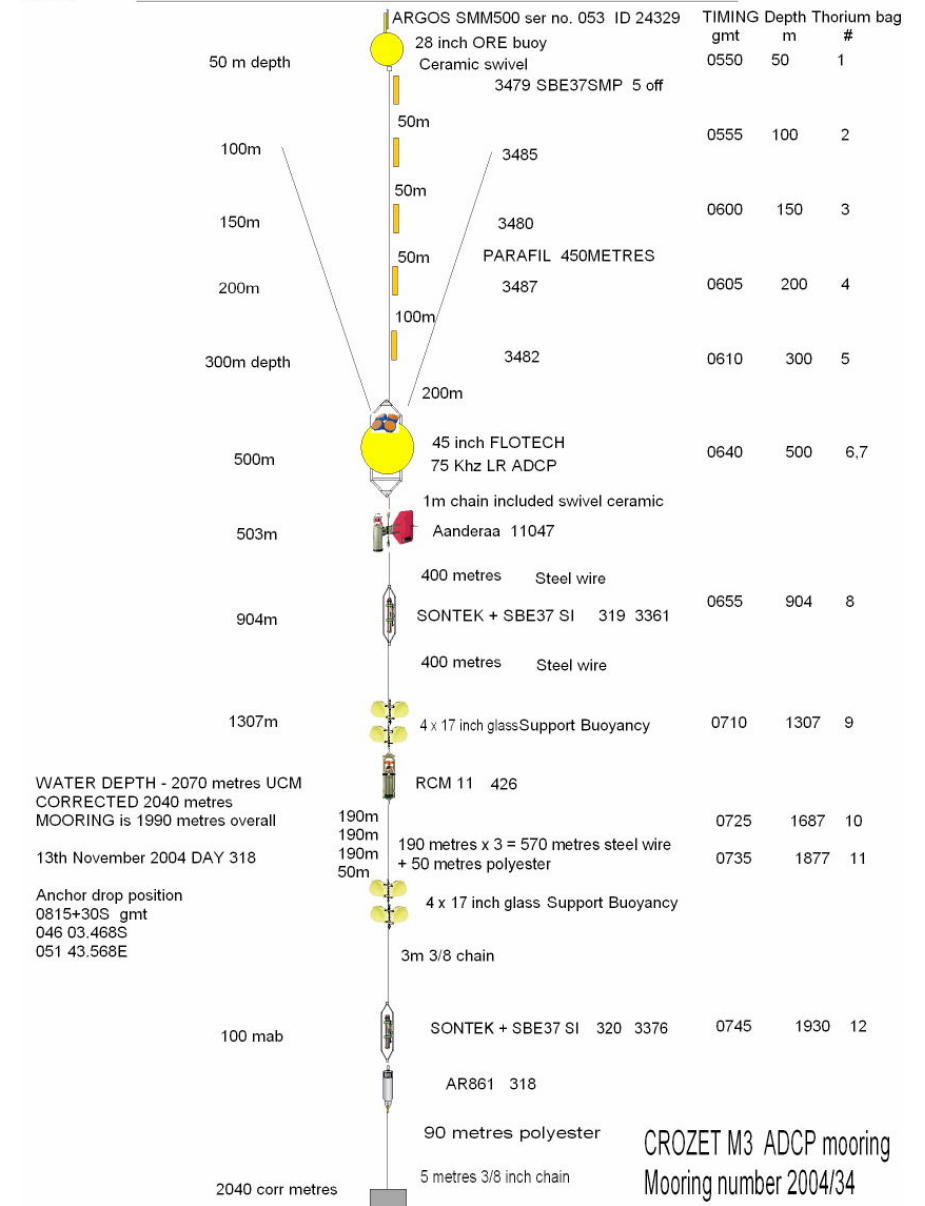 ARGOS SMM500 ser no. 053 ID 24329 TIMING Depth Thorium bag
gmt m #
28 inch ORE buoy
50 m depth Ceramic swivel 0550 50 1
3479 SBE37SMP 5 off
50m
100m 3485 0555 100 2
50m
150m 3480 0600 150 3
50m PARAFIL 450METRES
200m 3487 0605 200 4
100m
300m depth 3482 0610 300 5
200m
45 inch FLOTECH
500m 75 Khz LR ADCP 0640 500 6,7
1m chain included swivel ceramic
503m Aanderaa 11047
400 metres Steel wire
904m SONTEK + SBE37 SI 319 3361 0655 904 8
400 metres Steel wire
1307m 4 x 17 inch glassSupport Buoyancy 0710 1307 9
RCM 11 426
WATER DEPTH - 2070 metres UCM
CORRECTED 2040 metres
MOORING is 1990 metres overall
13th November 2004 DAY 318
Anchor drop position
0815+30S gmt
046 03.468S
051 43.568E
190m
190m
190m
50m
190 metres x 3 = 570 metres steel wire
+ 50 metres polyester
0725 1687 10
0735 1877 11
4 x 17 inch glass Support Buoyancy
3m 3/8 chain
100 mab SONTEK + SBE37 SI 320 3376 0745 1930 12
AR861 318
90 metres polyester
5 metres 3/8 inch chain
2040 corr metres
CROZET M3 ADCP mooring
Mooring number 2004/34